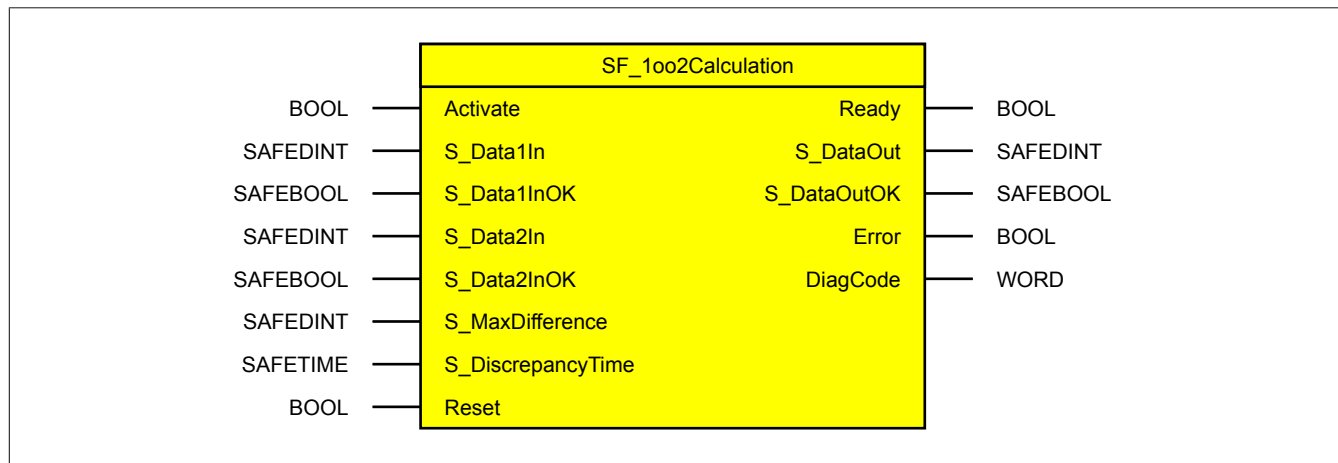 SF_1oo2Calculation
BOOL Activate Ready BOOL
SAFEDINT S_Data1In S_DataOut SAFEDINT
SAFEBOOL S_Data1InOK S_DataOutOK SAFEBOOL
SAFEDINT S_Data2In Error BOOL
SAFEBOOL S_Data2InOK DiagCode WORD
SAFEDINT S_MaxDifference
SAFETIME S_DiscrepancyTime
BOOL Reset